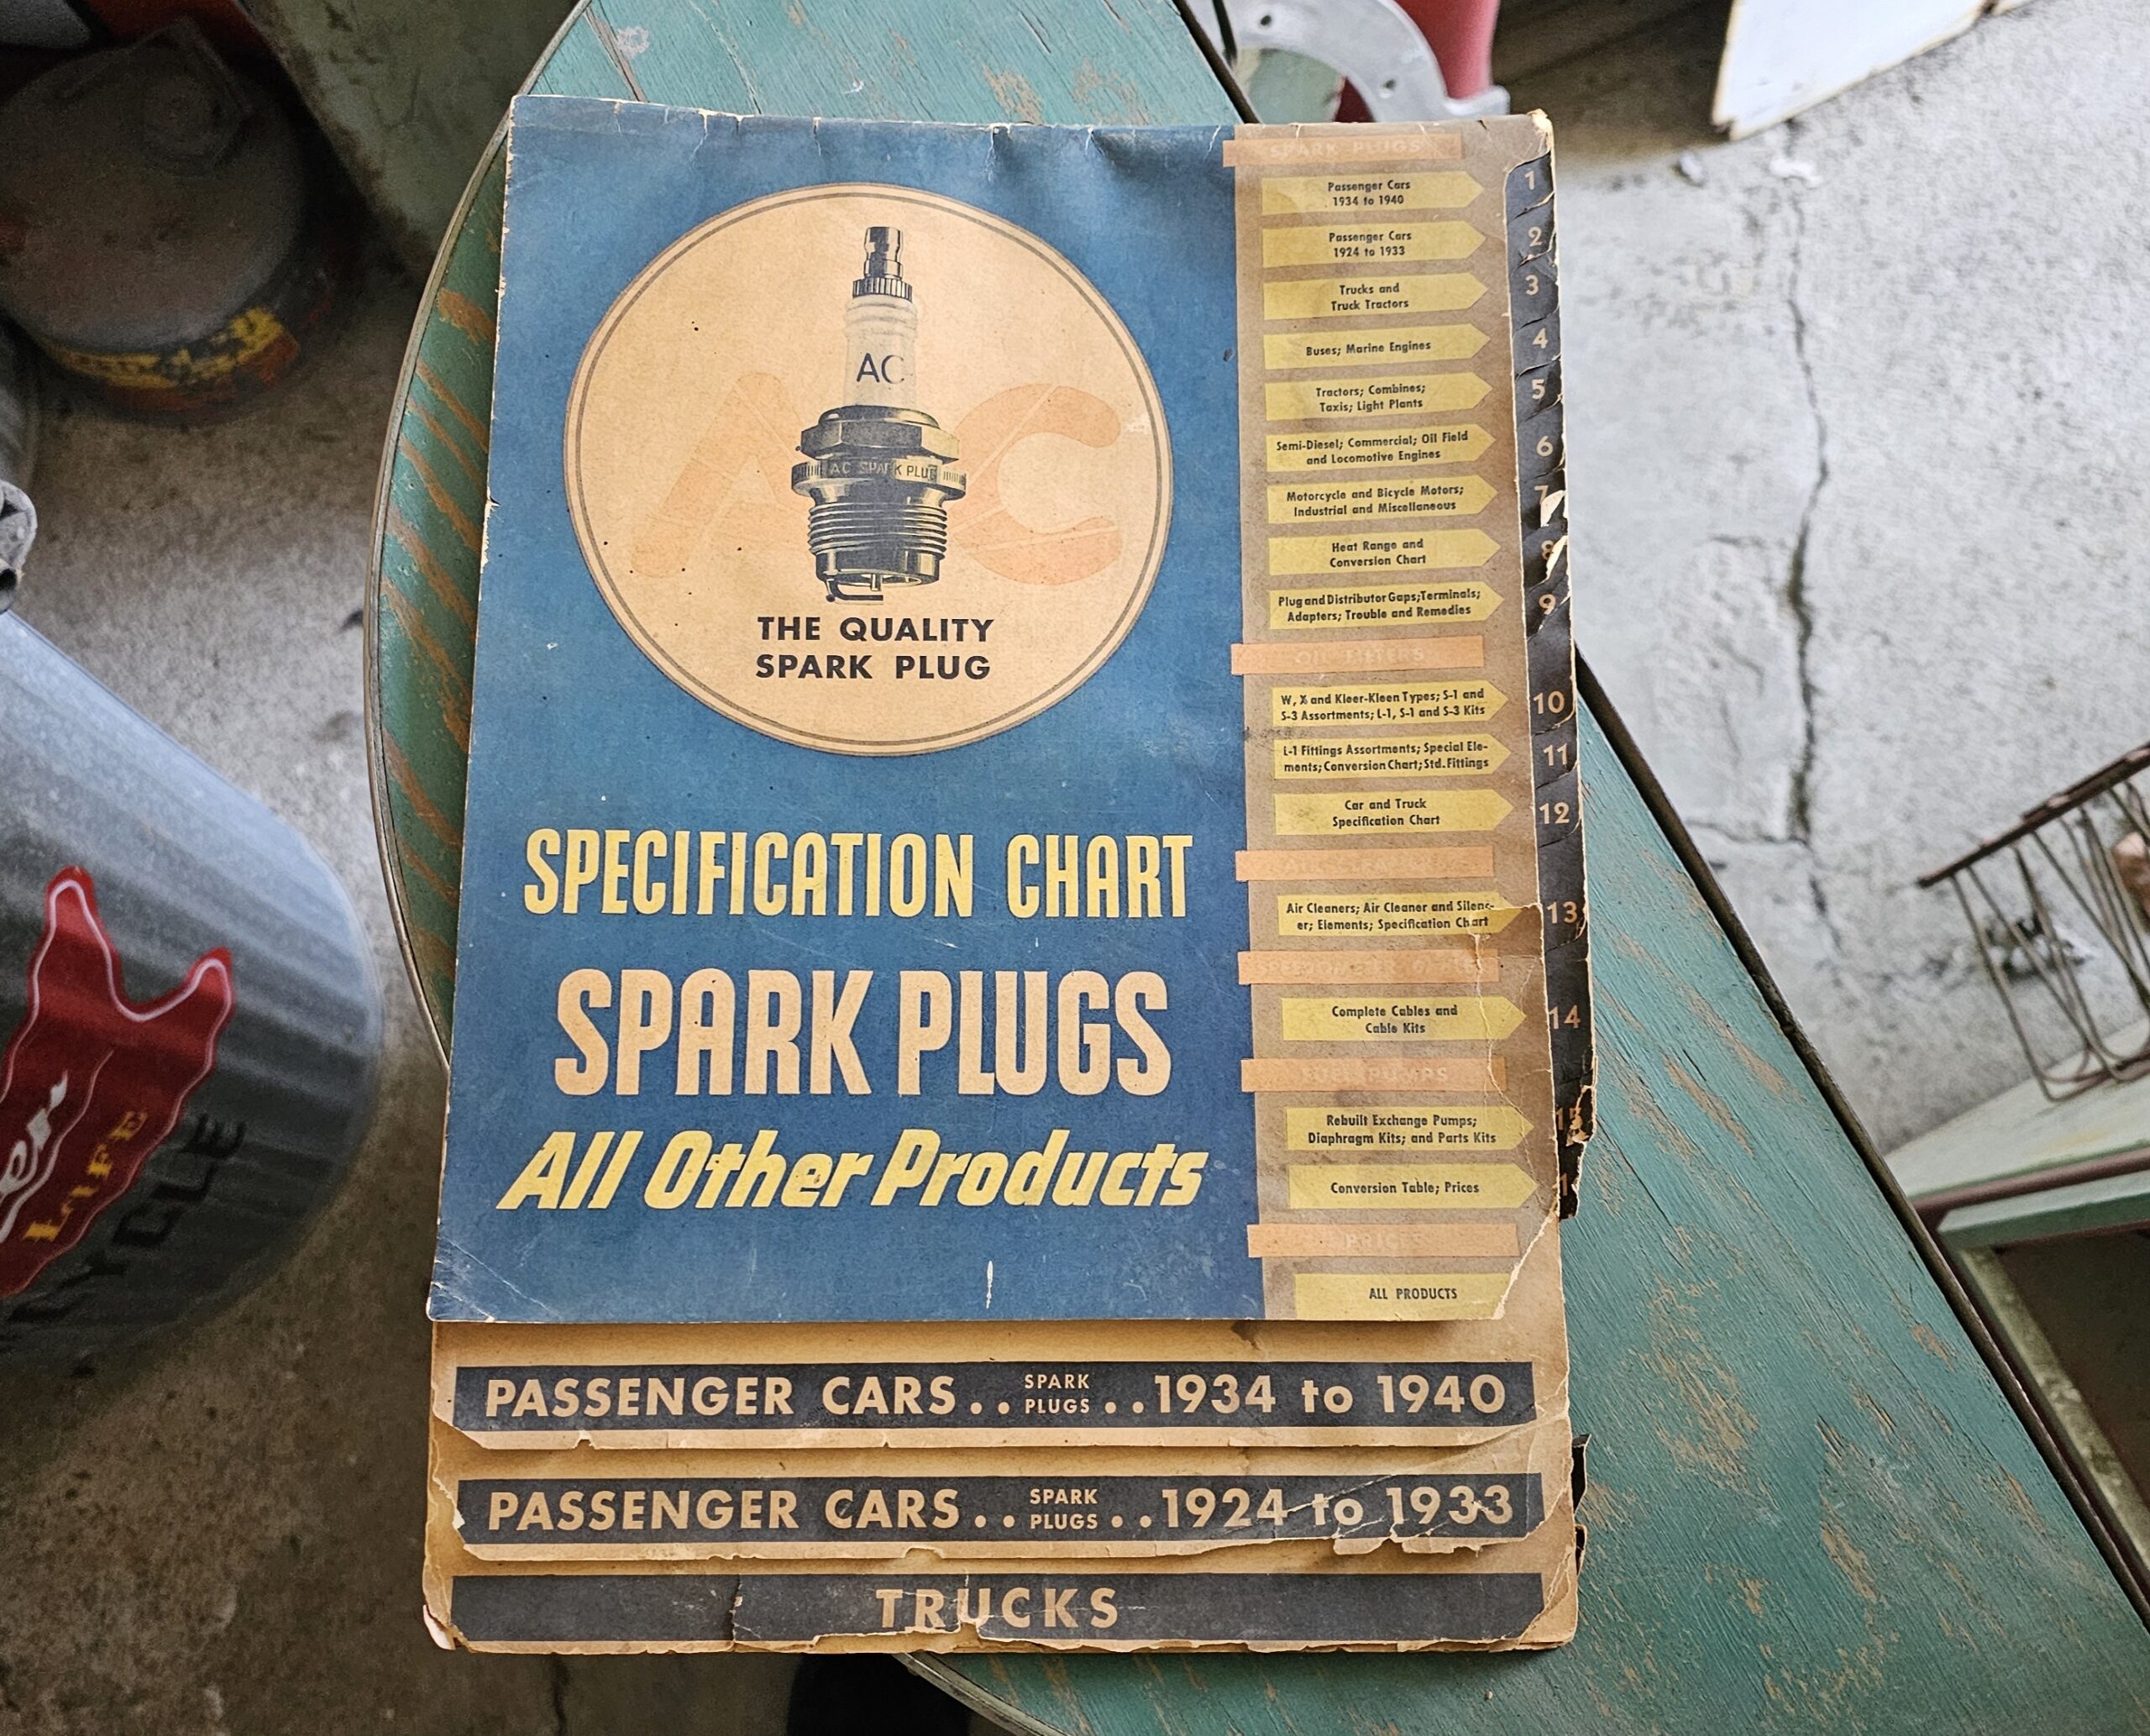 AC
AC
AC SPARK PLUG
THE QUALITY
SPARK PLUG
SPECIFICATION CHART
SPARK PLUGS
All Other Products
SPARK PLUGS
Passenger Cars
1934 to 1940
1
Passenger Cars
1924 to 1933
2
Trucks and
Truck Tractors
3
Buses; Marine Engines
4
Tractors; Combines;
Taxis; Light Plants
5
Semi-Diesel; Commercial; Oil Field
and Locomotive Engines
6
Motorcycle and Bicycle Motors;
Industrial and Miscellaneous
7
Heat Range and
Conversion Chart
8
Plug and Distributor Gaps; Terminals;
Adapters; Trouble and Remedies
9
OIL FILTERS
W, X and Kleer-Kleen Types; S-1 and
S-3 Assortments; L-1, S-1 and S-3 Kits
10
L-1 Fittings Assortments; Special Ele-
ments; Conversion Chart; Std. Fittings
11
Car and Truck
Specification Chart
12
Air Cleaners; Air Cleaner and Silenc-
er; Elements; Specification Chart
13
Complete Cables and
Cable Kits
14
FUEL PUMPS
Rebuilt Exchange Pumps;
Diaphragm Kits; and Parts Kits
15
Conversion Table; Prices
PRICES
ALL PRODUCTS
PASSENGER CARS.. SPARK PLUGS ..1934 to 1940
PASSENGER CARS.. SPARK PLUGS ..1924 to 1933
TRUCKS
LIFE